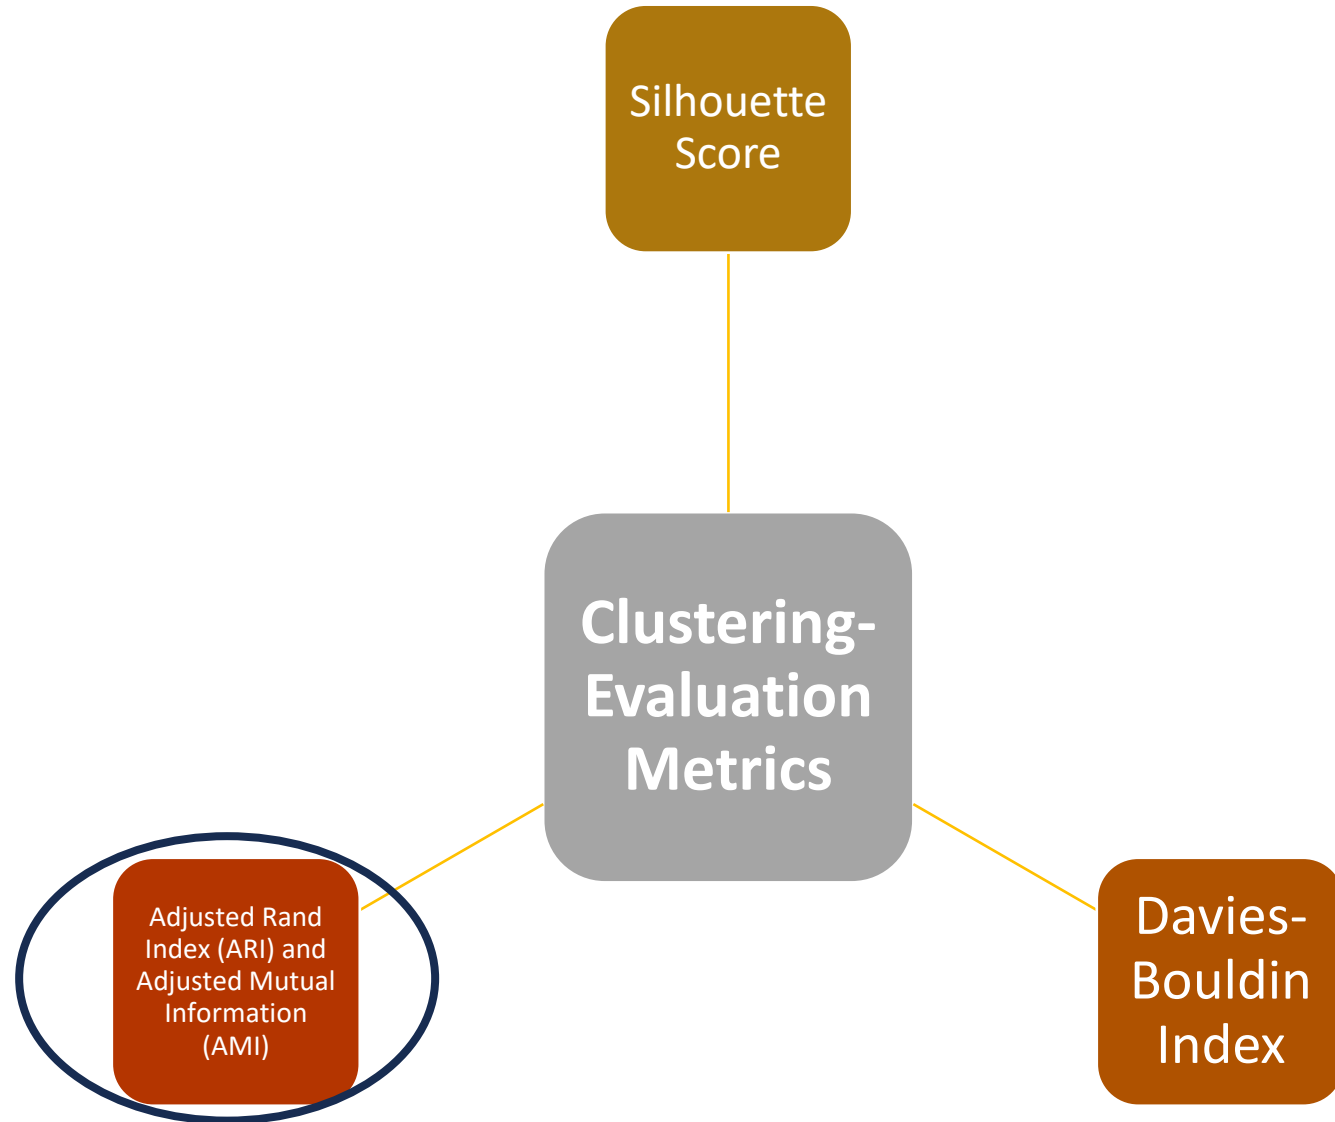 Silhouette
Score
Clustering-
Evaluation
Metrics
Adjusted Rand
Index (ARI) and
Adjusted Mutual
Information
(AMI)
Davies-
Bouldin
Index